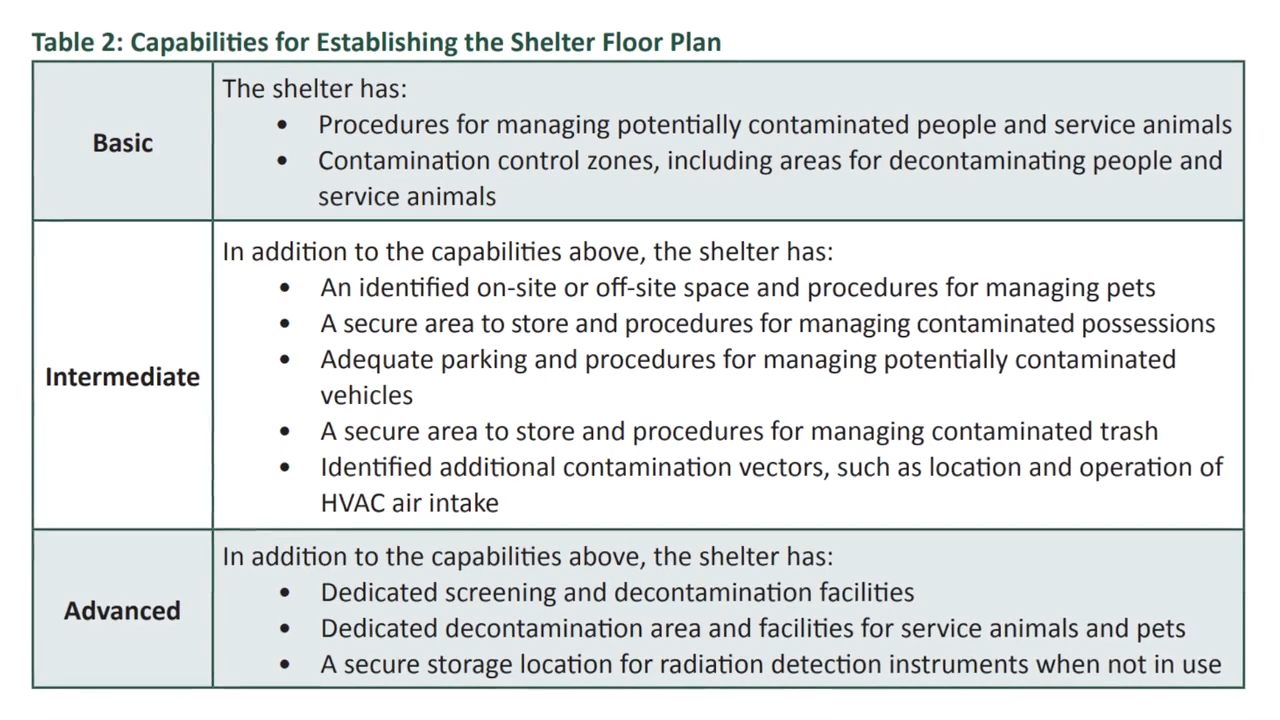 Table 2: Capabilities for Establishing the Shelter Floor Plan
Basic
The shelter has:
• Procedures for managing potentially contaminated people and service animals
• Contamination control zones, including areas for decontaminating people and
service animals
Intermediate
In addition to the capabilities above, the shelter has:
• An identified on-site or off-site space and procedures for managing pets
• A secure area to store and procedures for managing contaminated possessions
• Adequate parking and procedures for managing potentially contaminated
vehicles
• A secure area to store and procedures for managing contaminated trash
• Identified additional contamination vectors, such as location and operation of
HVAC air intake
Advanced
In addition to the capabilities above, the shelter has:
• Dedicated screening and decontamination facilities
• Dedicated decontamination area and facilities for service animals and pets
• A secure storage location for radiation detection instruments when not in use